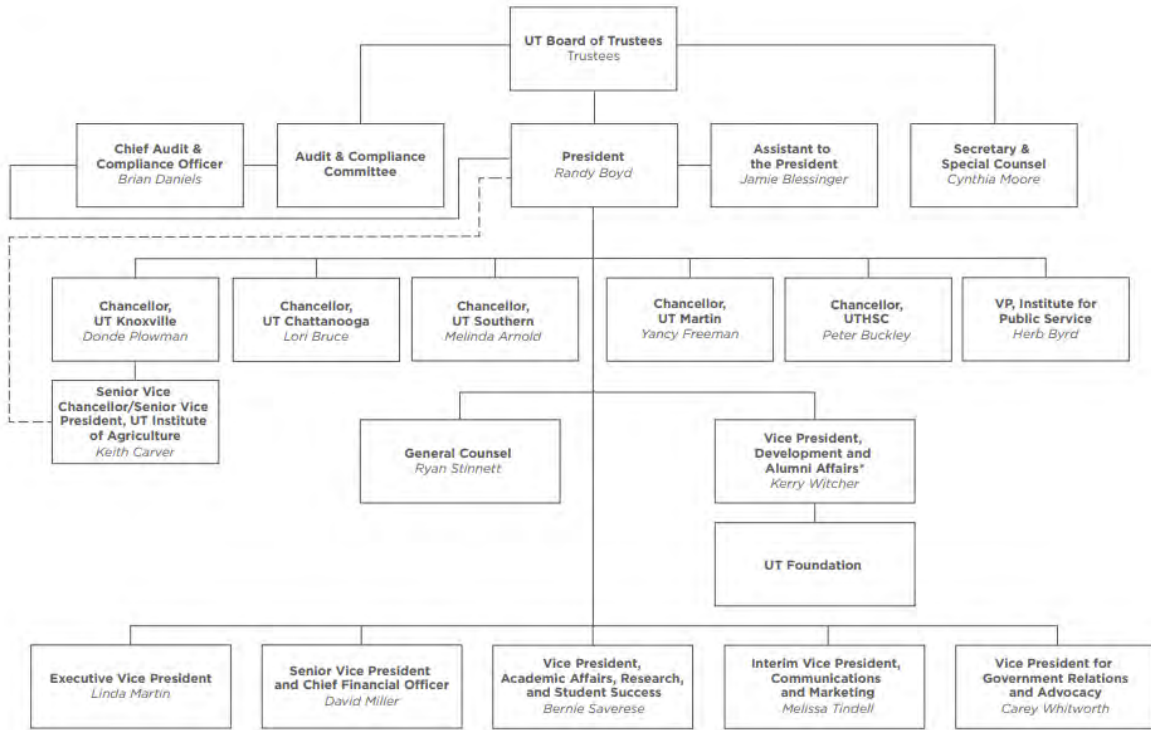 UT Board of Trustees
Trustees
Chief Audit &
Compliance Officer
Brian Daniels
Audit & Compliance
Committee
President
Randy Boyd
Assistant to
the President
Jamie Blessinger
Secretary &
Special Counsel
Cynthia Moore
Chancellor,
UT Knoxville
Donde Plowman
Chancellor,
UT Chattanooga
Lori Bruce
Chancellor,
UT Southern
Melinda Arnold
Chancellor,
UT Martin
Yancy Freeman
Chancellor,
UTHSC
Peter Buckley
VP, Institute for
Public Service
Herb Byrd
Senior Vice
Chancellor/Senior Vice
President, UT Institute
of Agriculture
Keith Carver
General Counsel
Ryan Stinnett
Vice President,
Development and
Alumni Affairs*
Kerry Witcher
UT Foundation
Executive Vice President
Linda Martin
Senior Vice President
and Chief Financial Officer
David Miller
Vice President,
Academic Affairs, Research,
and Student Success
Bernie Saverese
Interim Vice President,
Communications
and Marketing
Melissa Tindell
Vice President for
Government Relations
and Advocacy
Carey Whitworth